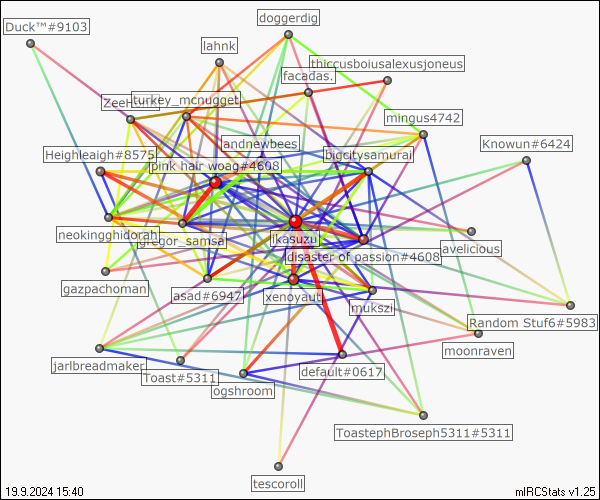 doggerdig
Duck™#9103
lahnk
thiccusboiusalexusjoneus
facadas.
turkey_mcnugget
mingus4742
andnewbees
Knowun#6424
Heighleigh#8575
bigcitysamurai
pink hair woag#4608
neokingghidorah
gregor_samsa
ikasuzu
avelicious
disaster of passion#4608
gazpachoman
asad#6947
xenoyaut
mukszi
Random Stuf6#5983
moonraven
jarlbreadmaker
Toast#5311
default#0617
ogshroom
ToastephBroseph5311#5311
tescoroll
19.9.2024 15:40
mIRCStats v1.25